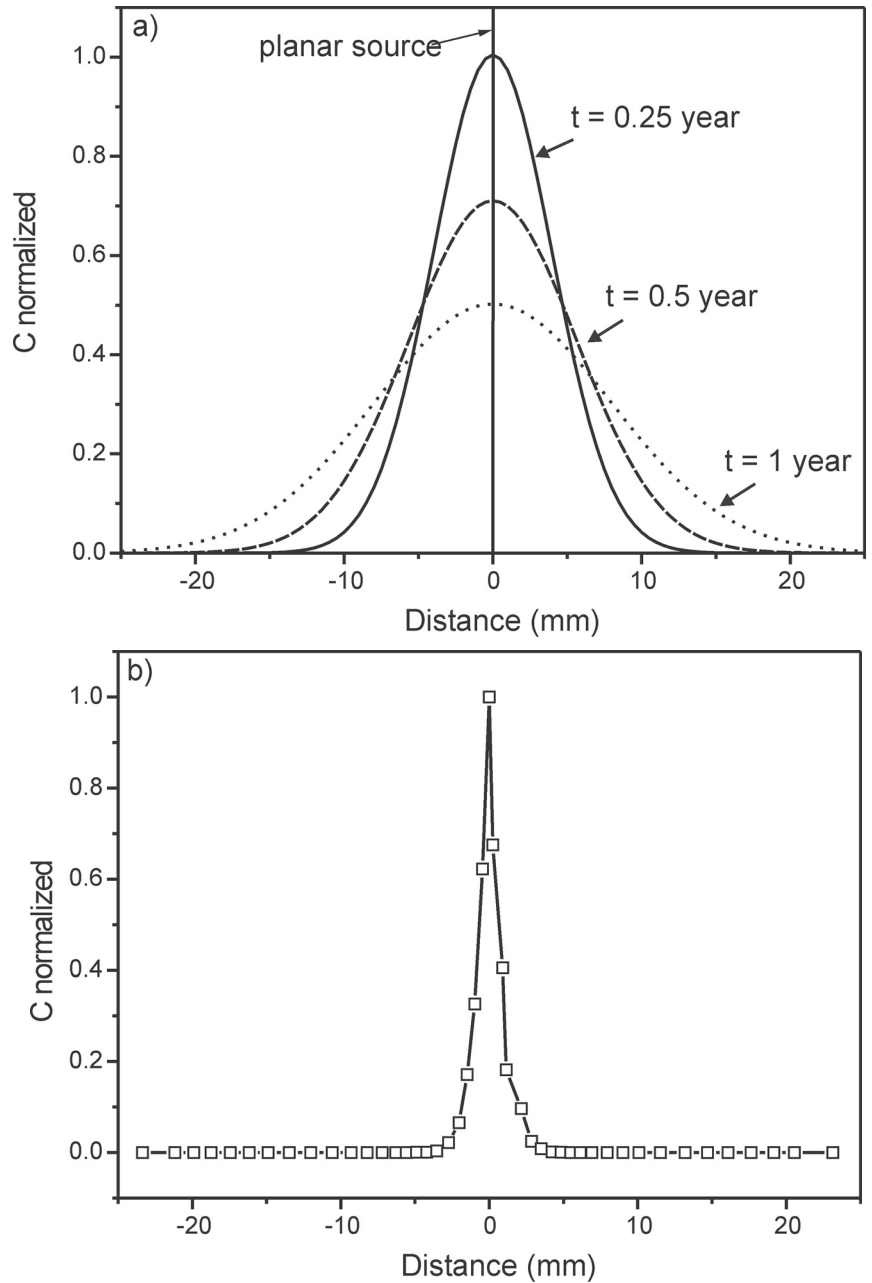 a)
planar source
1.0
t = 0.25 year
0.8
C normalized
0.6
t = 0.5 year
0.4
0.2
t = 1 year
0.0
-20 -10 0 10 20
Distance (mm)
b)
1.0
0.8
C normalized
0.6
0.4
0.2
0.0
-20 -10 0 10 20
Distance (mm)